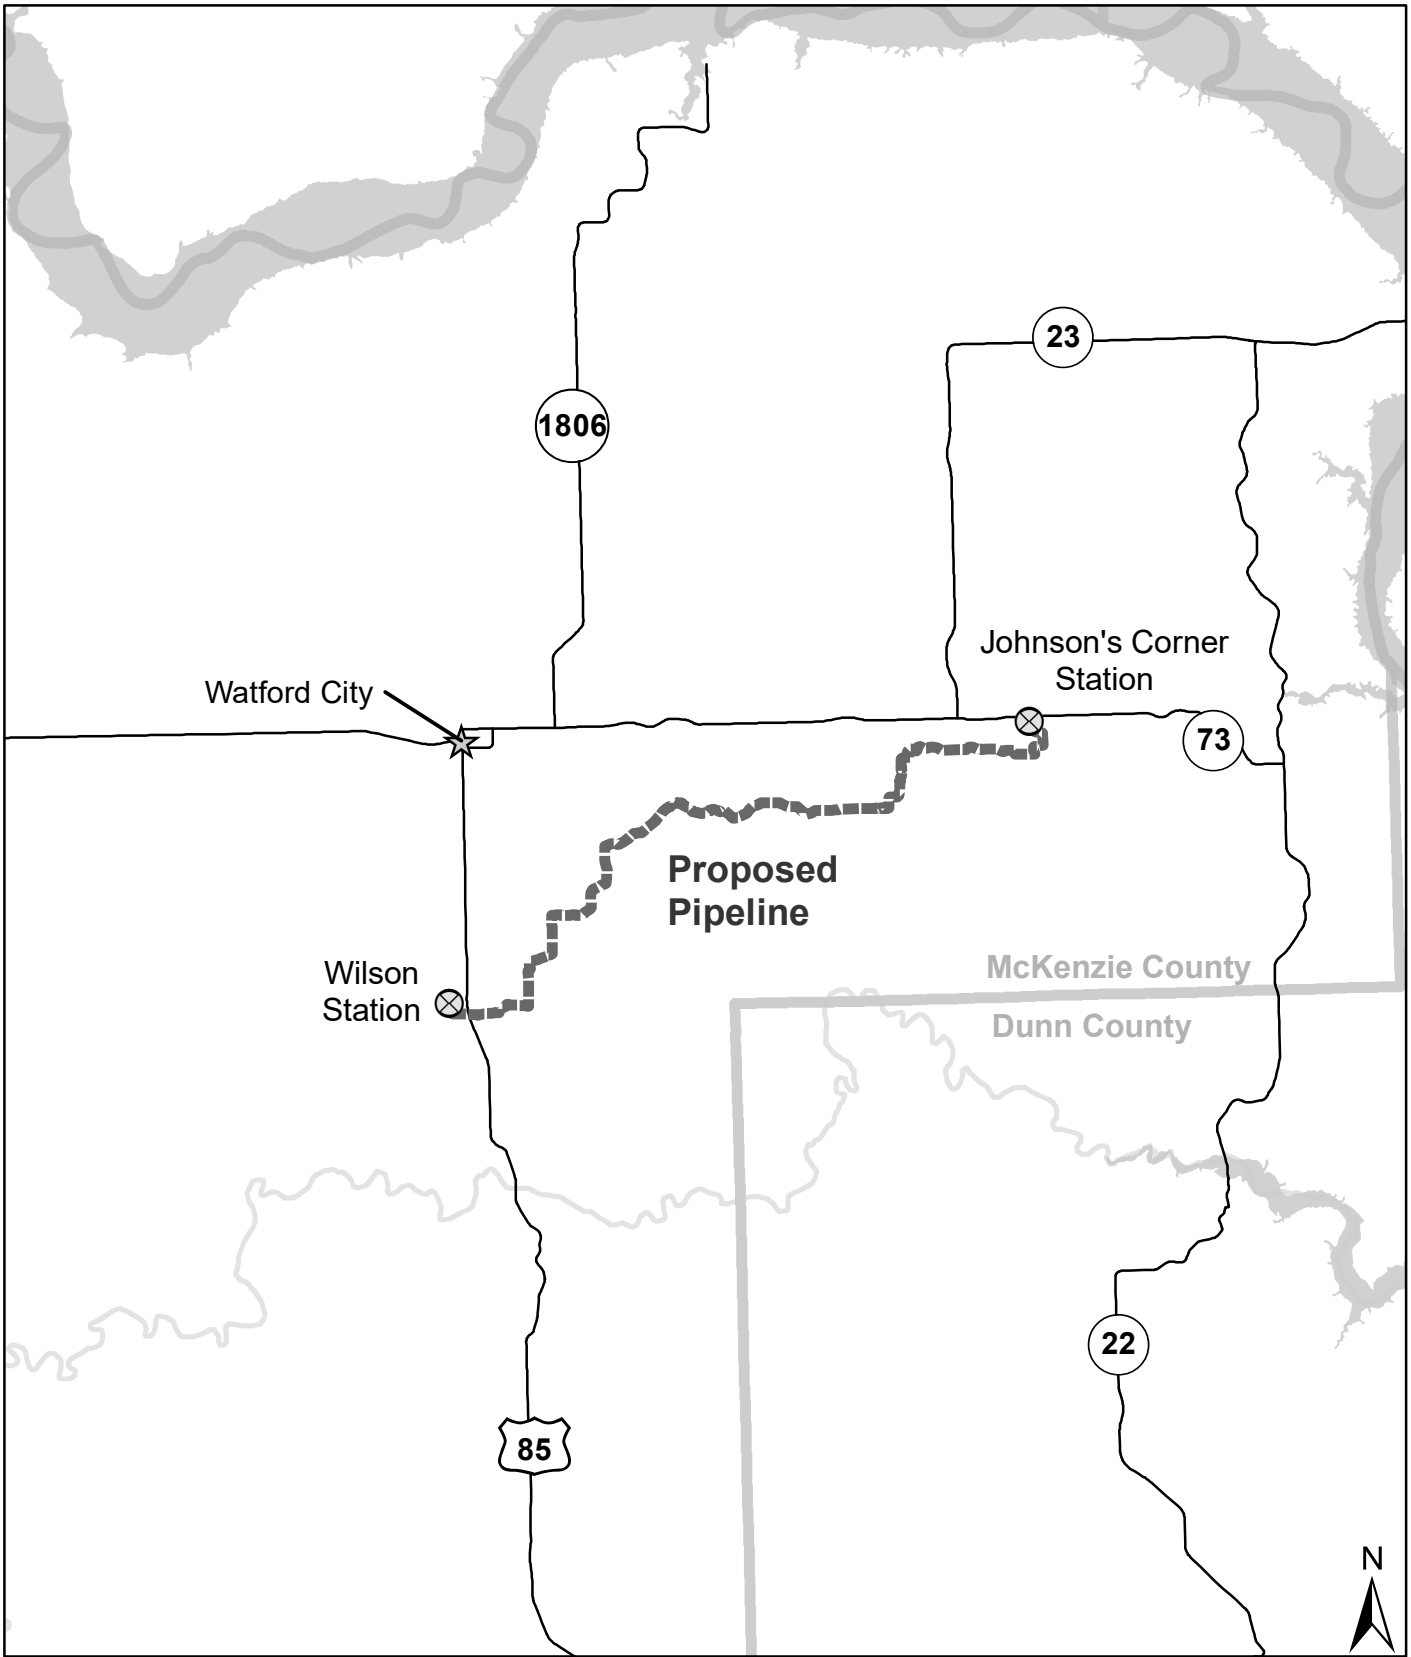 23
1806
Johnson's Corner
Station
Watford City
73
Proposed
Pipeline
Wilson
Station
McKenzie County
Dunn County
22
85
N